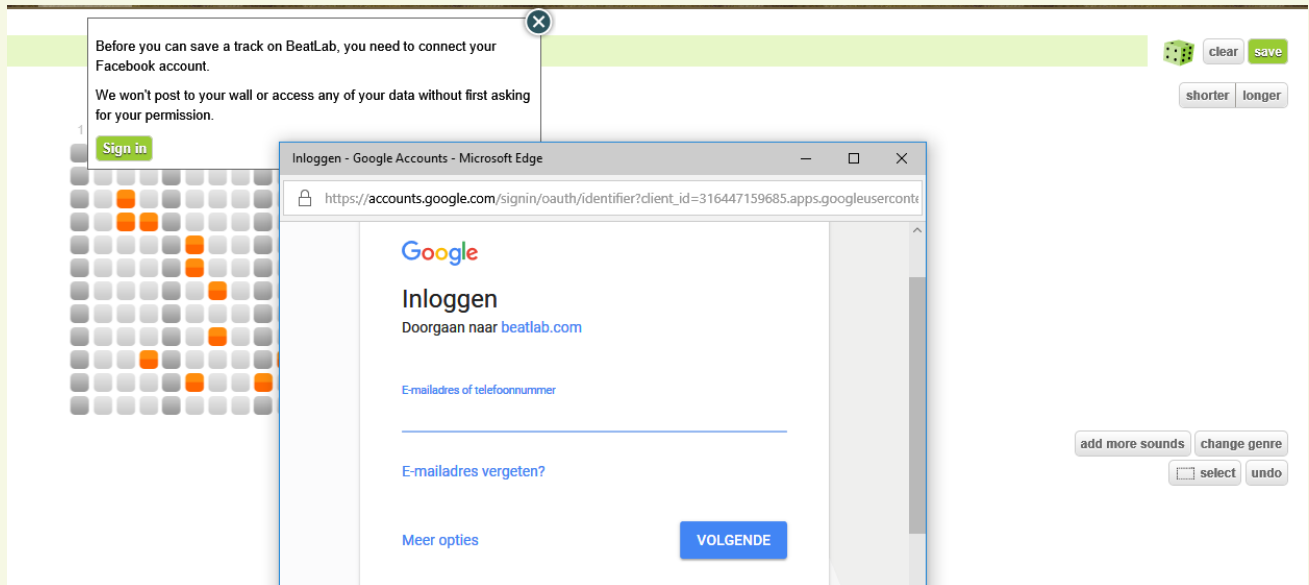 Before you can save a track on BeatLab, you need to connect your
Facebook account.
We won't post to your wall or access any of your data without first asking
for your permission.
Sign in
clear
save
shorter
longer
1
Inloggen - Google Accounts - Microsoft Edge
https://accounts.google.com/signin/oauth/identifier?client_id=316447159685.apps.googleuserconte
Google
Inloggen
Doorgaan naar beatlab.com
E-mailadres of telefoonnummer
E-mailadres vergeten?
Meer opties
VOLGENDE
add more sounds
change genre
select
undo